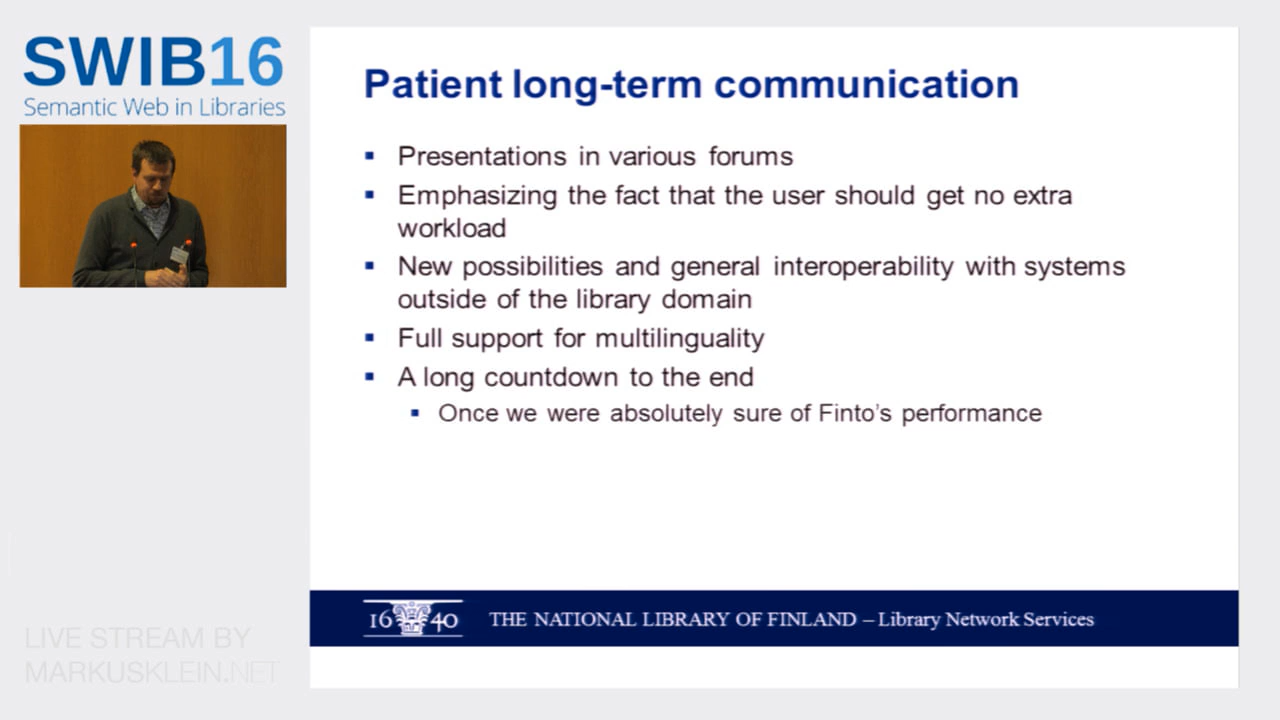 SWIB16
Semantic Web in Libraries
Patient long-term communication
Presentations in various forums
Emphasizing the fact that the user should get no extra
workload
New possibilities and general interoperability with systems
outside of the library domain
Full support for multilinguality
A long countdown to the end
Once we were absolutely sure of Finto's performance
1640 THE NATIONAL LIBRARY OF FINLAND – Library Network Services
LIVE STREAM BY
MARKUSKLEIN.NET